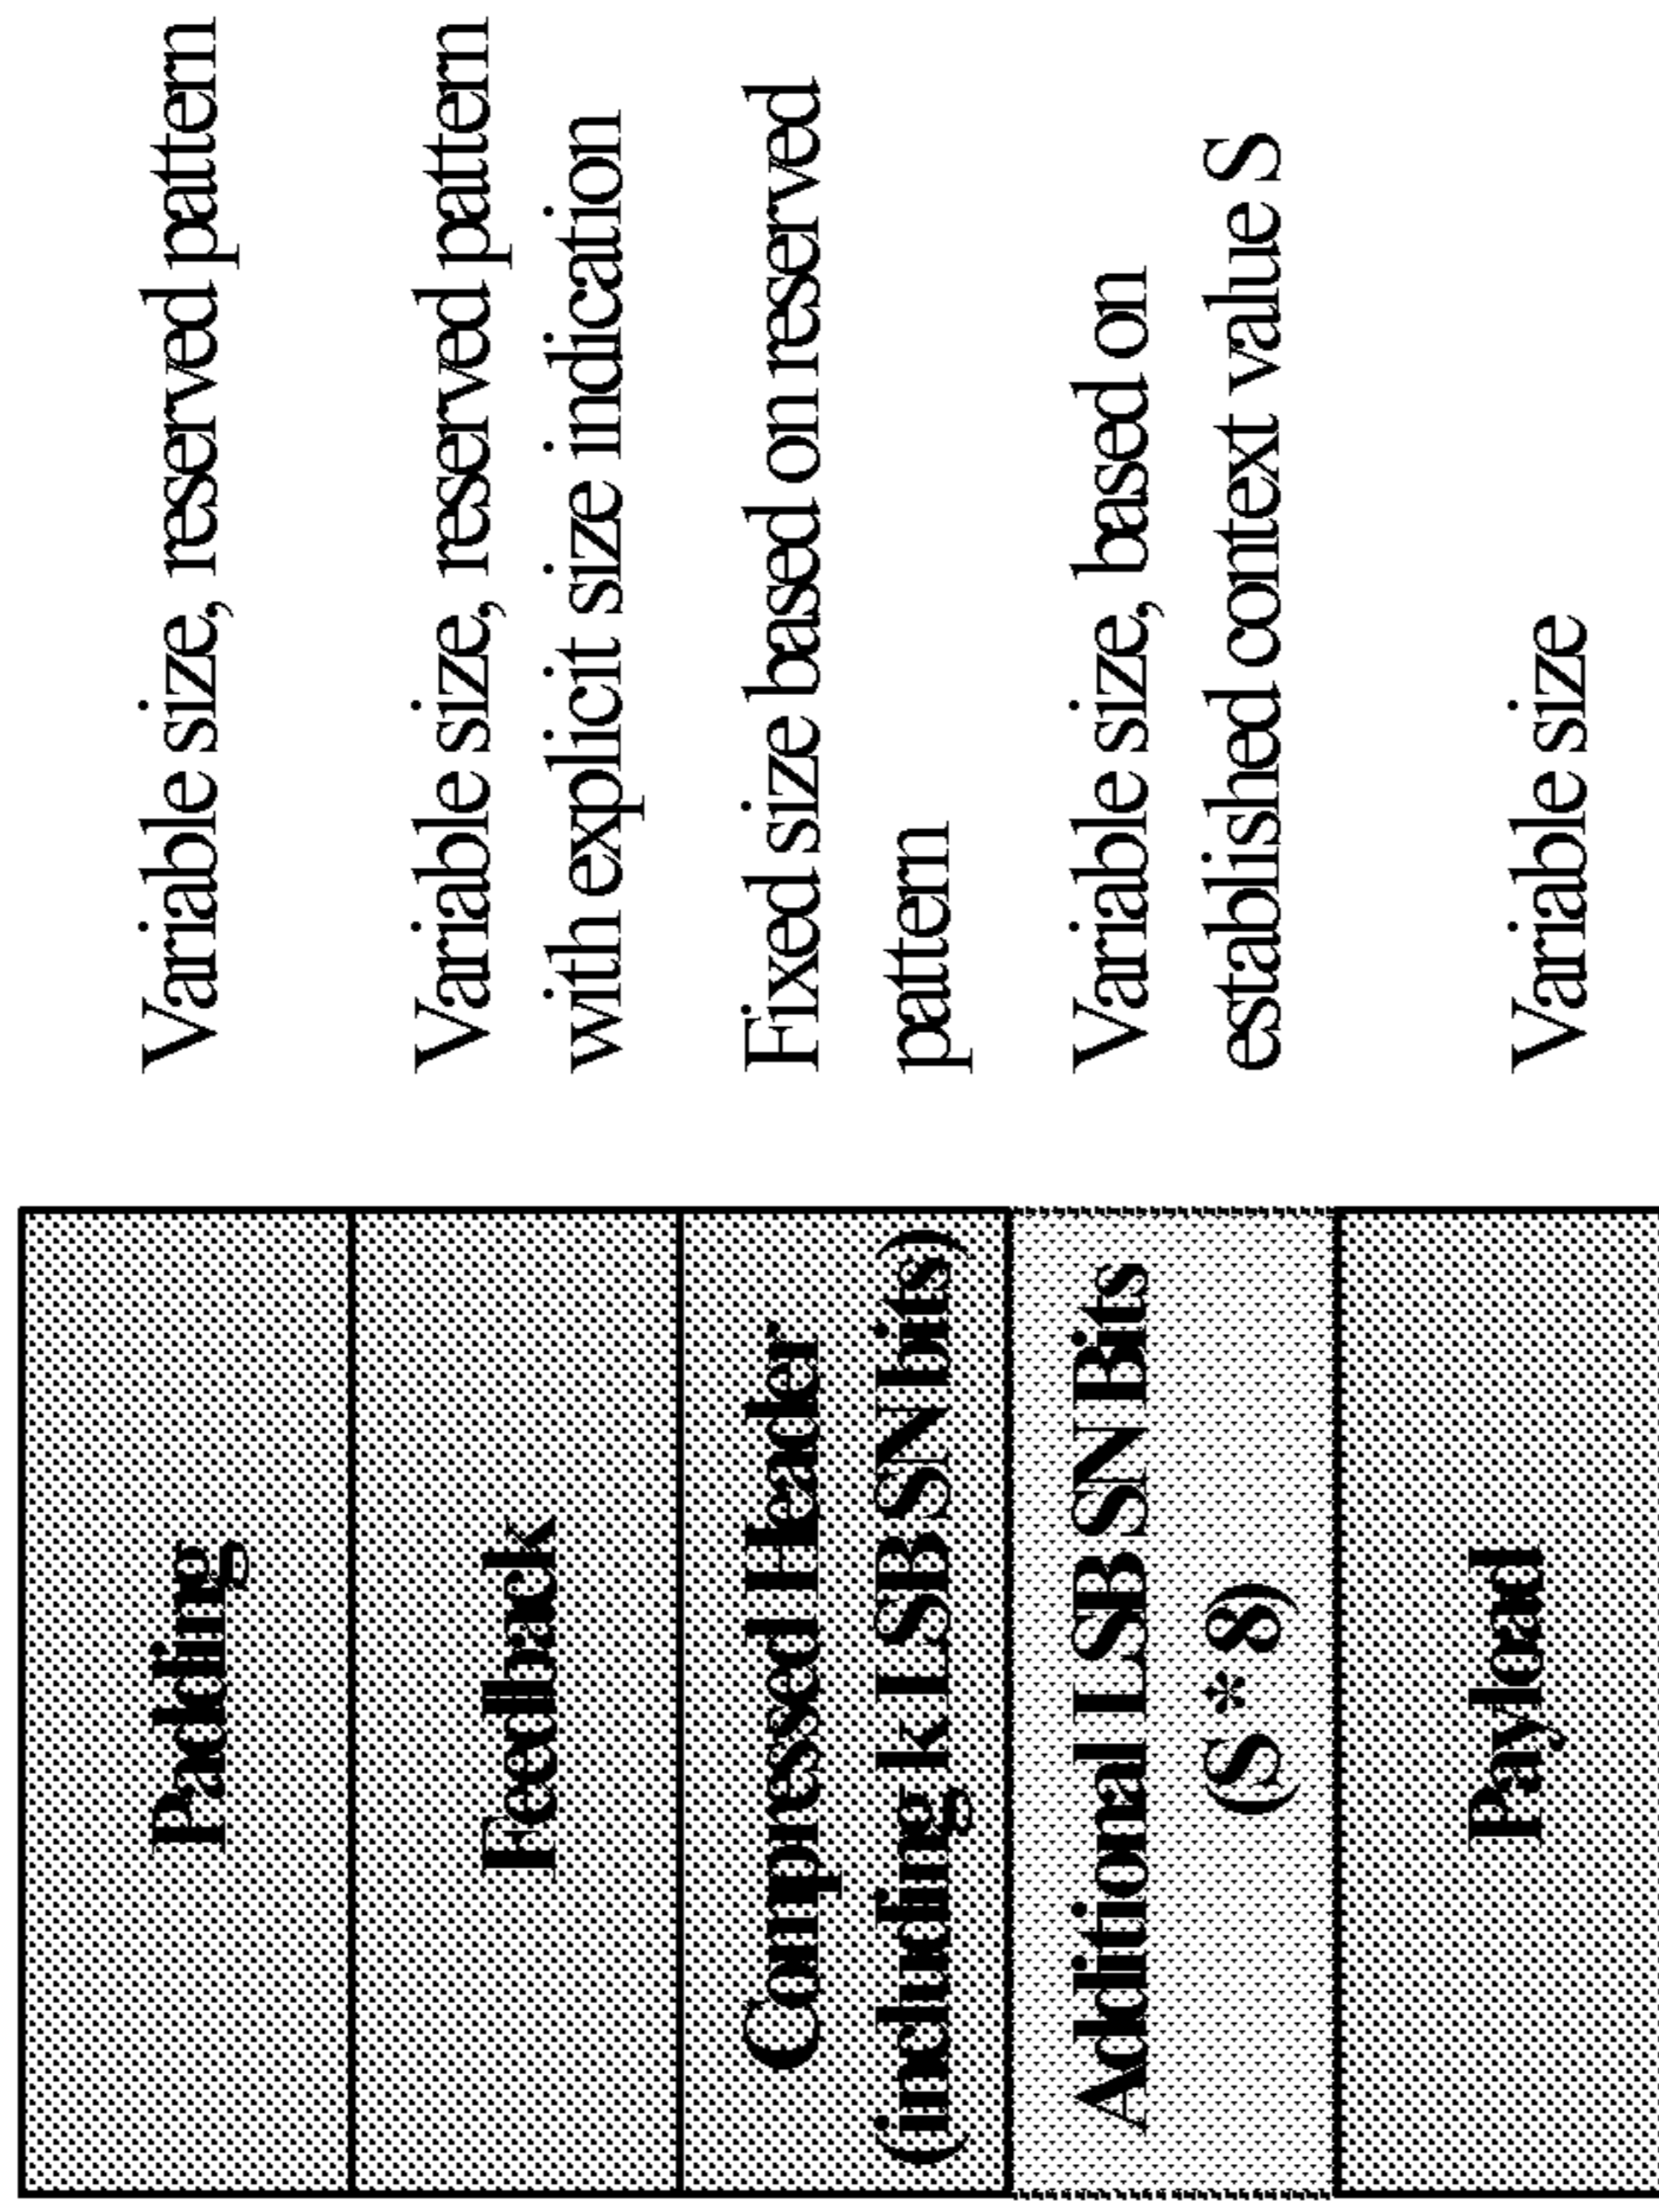 Padding
Variable size, reserved pattern
Feedback
Variable size, reserved pattern
with explicit size indication
Compressed Header
(including k LSB SN bits)
Fixed size based on reserved
pattern
Additional LSB SN Bits
(S * 8)
Variable size, based on
established context value S
Payload
Variable size